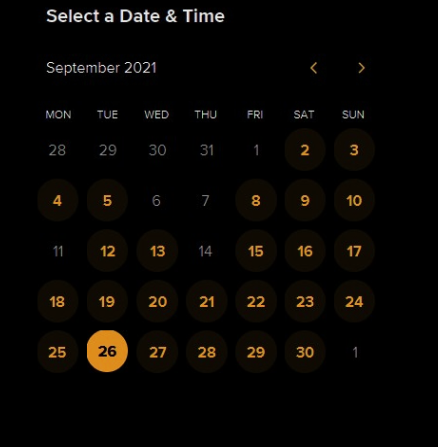 Select a Date & Time
September 2021
MON TUE WED THU FRI SAT SUN
28 29 30 31 1 2 3
4 5 6 7 8 9 10
11 12 13 14 15 16 17
18 19 20 21 22 23 24
25 26 27 28 29 30 1